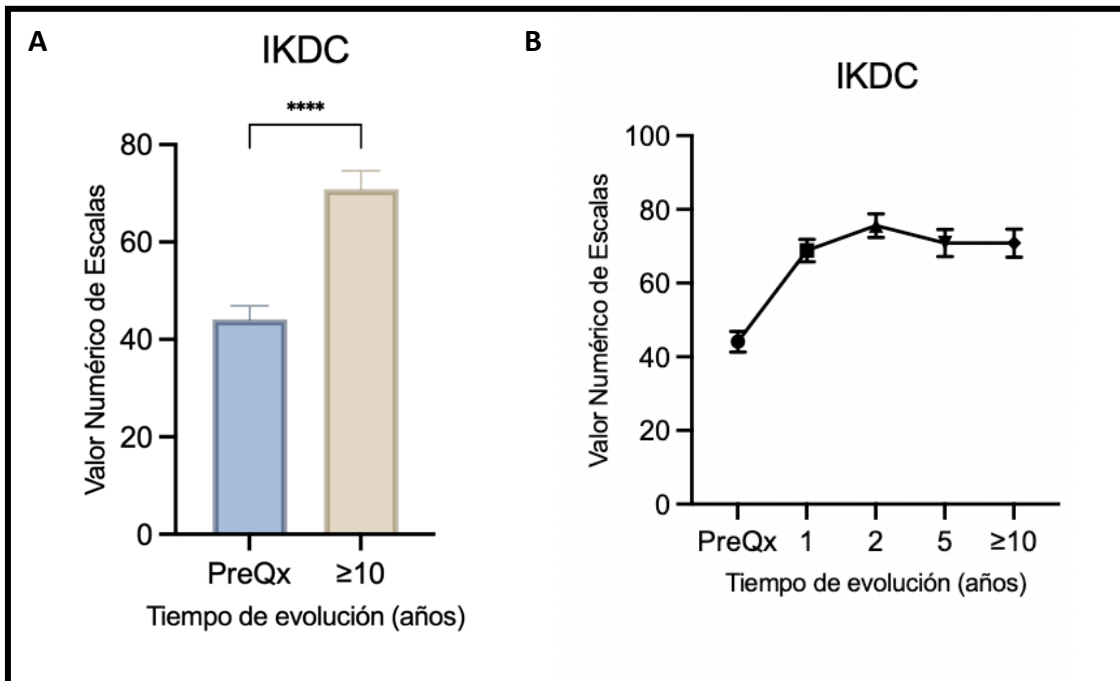 A
IKDC
****
80
60
40
20
0
Valor Numérico de Escalas
PreQx ≥10
Tiempo de evolución (años)
B
IKDC
100
80
60
40
20
0
Valor Numérico de Escalas
PreQx 1 2 5 ≥10
Tiempo de evolución (años)